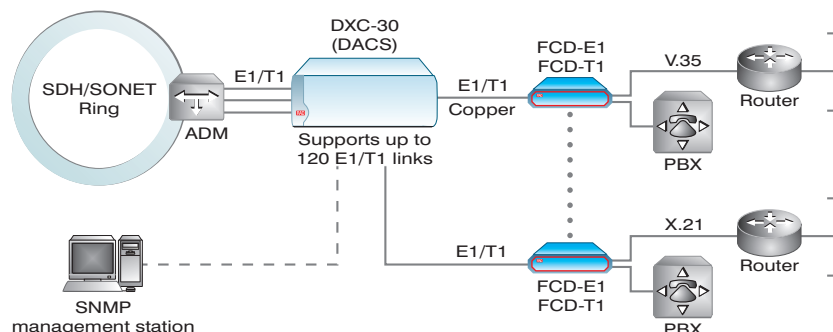 DXC-30
(DACS)
FCD-E1
FCD-T1
SDH/SONET
Ring
E1/T1
E1/T1
Copper
V.35
Router
ADM
Supports up to
120 E1/T1 links
PBX
E1/T1
X.21
Router
FCD-E1
FCD-T1
SNMP
management station
PBX